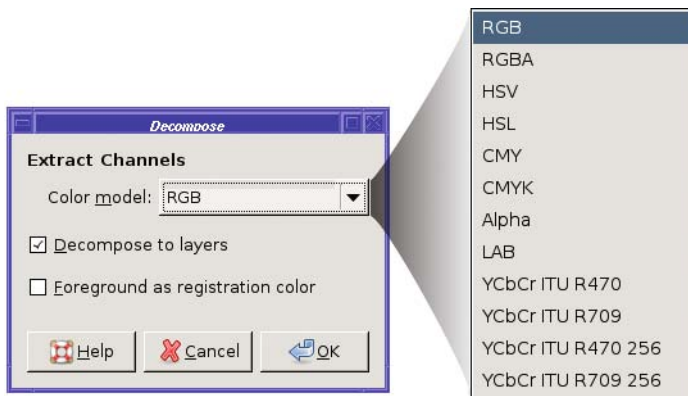 Decompose
Extract Channels
Color model: RGB
Decompose to layers
Foreground as registration color
Help Cancel OK
RGB
RGBA
HSV
HSL
CMY
CMYK
Alpha
LAB
YCbCr ITU R470
YCbCr ITU R709
YCbCr ITU R470 256
YCbCr ITU R709 256